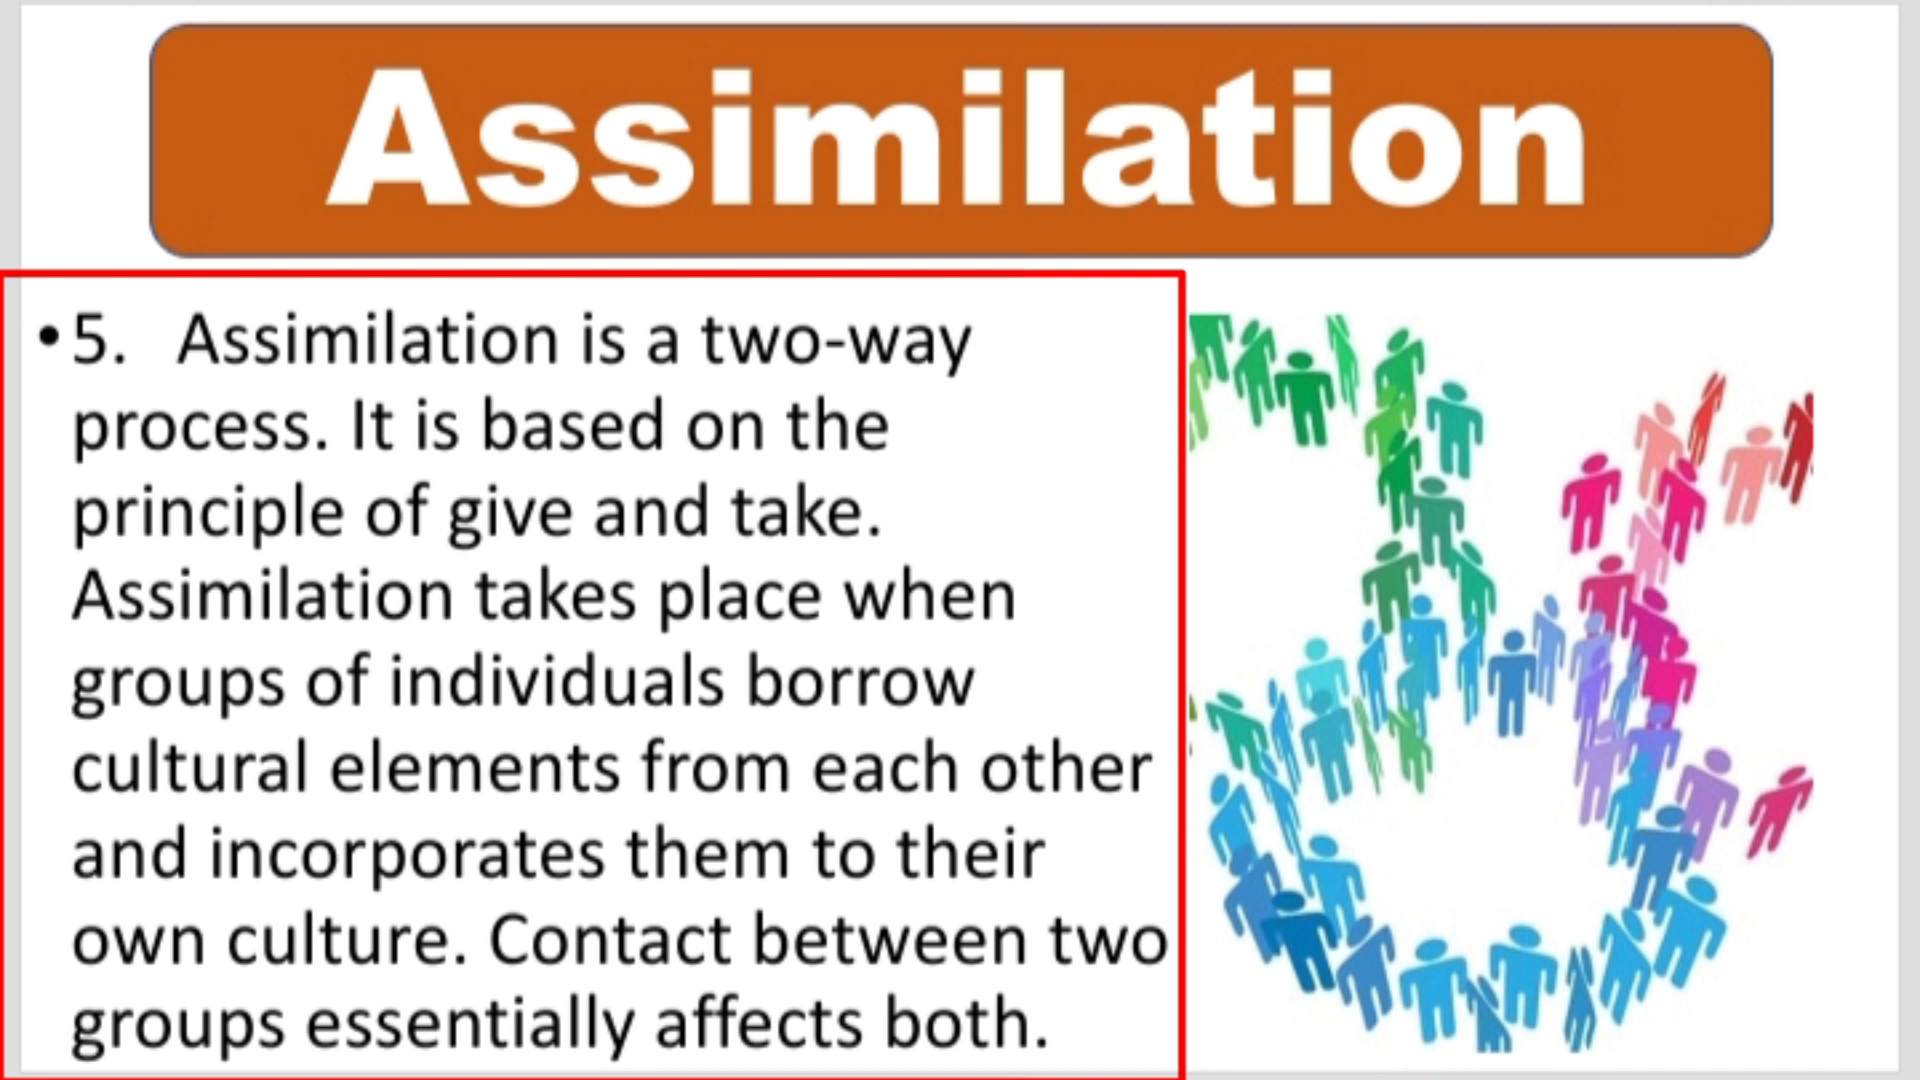 Assimilation
• 5. Assimilation is a two-way
process. It is based on the
principle of give and take.
Assimilation takes place when
groups of individuals borrow
cultural elements from each other
and incorporates them to their
own culture. Contact between two
groups essentially affects both.